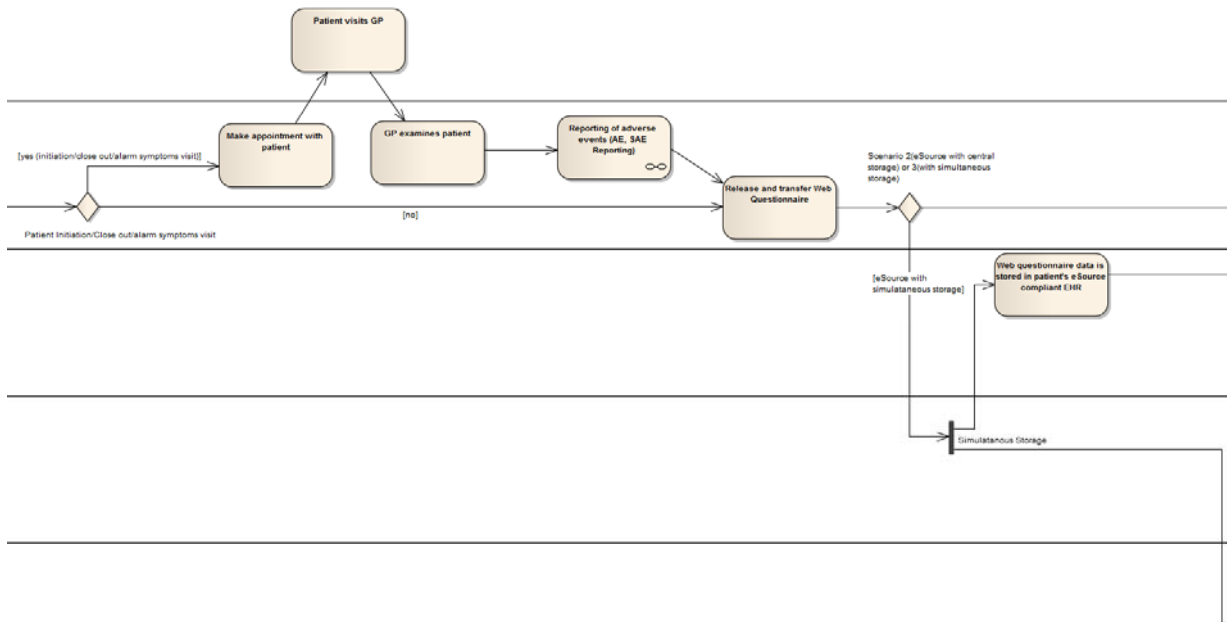 Patient visits GP
Make appointment with
patient
GP examines patient
Reporting of adverse
events (AE, SAE
Reporting)
[yes (initiation/close out/alarm symptoms visit)]
Scenario 2(eSource with central
storage) or 3(with simultaneous
storage)
Release and transfer Web
Questionnaire
[no]
Patient Initiation/Close out/alarm symptoms visit
Web questionnaire data is
stored in patient's eSource
compliant EHR
[eSource with
simulataneous storage]
Simulatanous Storage